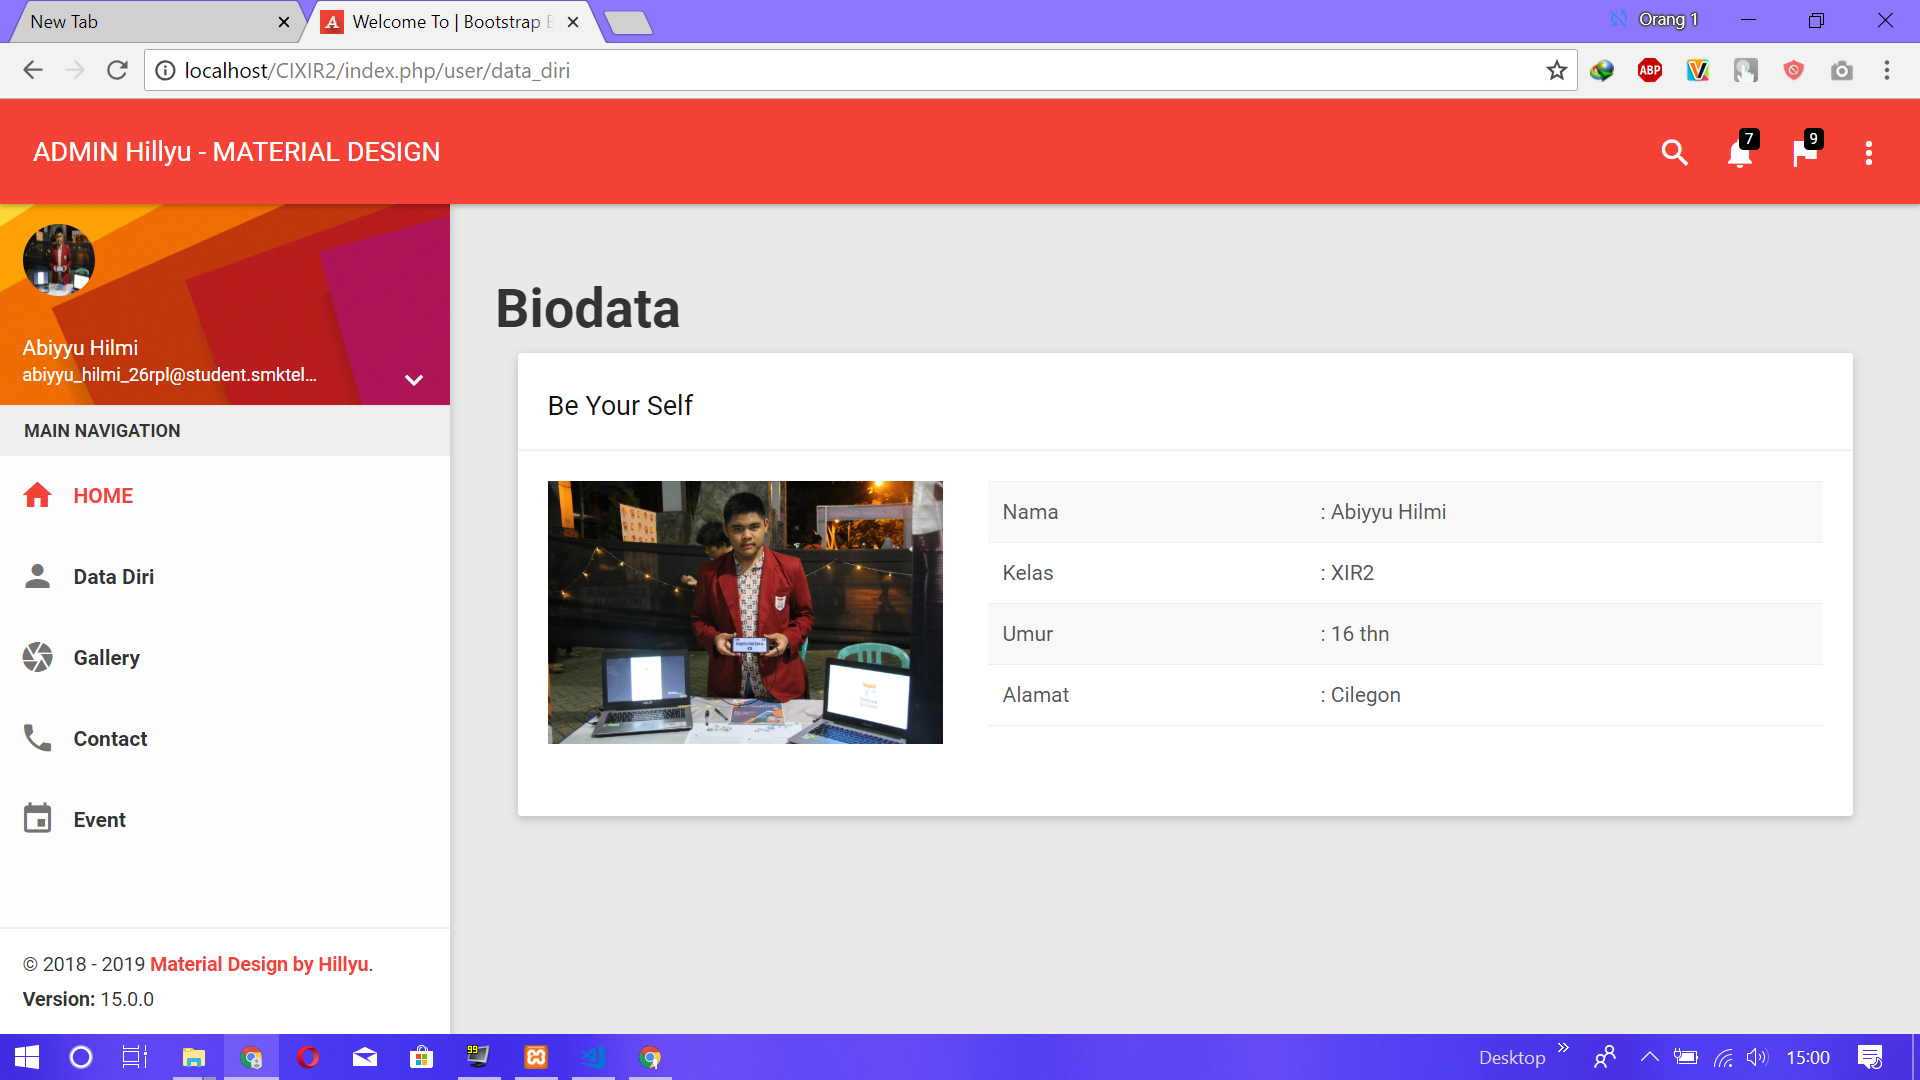 New Tab
Welcome To | Bootstrap B
Orang 1
localhost/CIXIR2/index.php/user/data_diri
ABP
ADMIN Hillyu - MATERIAL DESIGN
7
9
Abiyyu Hilmi
abiyyu_hilmi_26rpl@student.smktel...
MAIN NAVIGATION
HOME
Data Diri
Gallery
Contact
Event
© 2018 - 2019 Material Design by Hillyu.
Version: 15.0.0
Biodata
Be Your Self
Nama : Abiyyu Hilmi
Kelas : XIR2
Umur : 16 thn
Alamat : Cilegon
99
Desktop
15:00